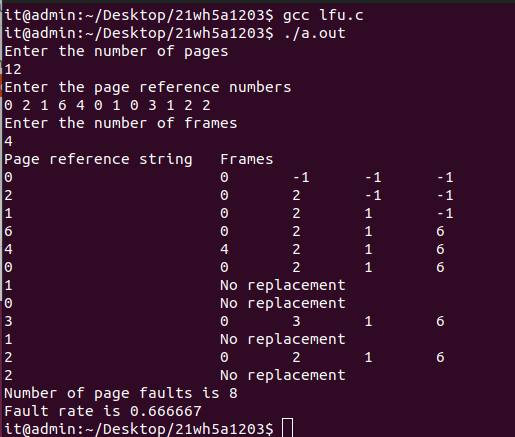 it@admin:~/Desktop/21wh5a1203$ gcc lfu.c
it@admin:~/Desktop/21wh5a1203$ ./a.out
Enter the number of pages
12
Enter the page reference numbers
0 2 1 6 4 0 1 0 3 1 2 2
Enter the number of frames
4
Page reference string Frames
0 0 -1 -1 -1
2 0 2 -1 -1
1 0 2 1 -1
6 0 2 1 6
4 4 2 1 6
0 0 2 1 6
1 No replacement
0 No replacement
3 0 3 1 6
1 No replacement
2 0 2 1 6
2 No replacement
Number of page faults is 8
Fault rate is 0.666667
it@admin:~/Desktop/21wh5a1203$